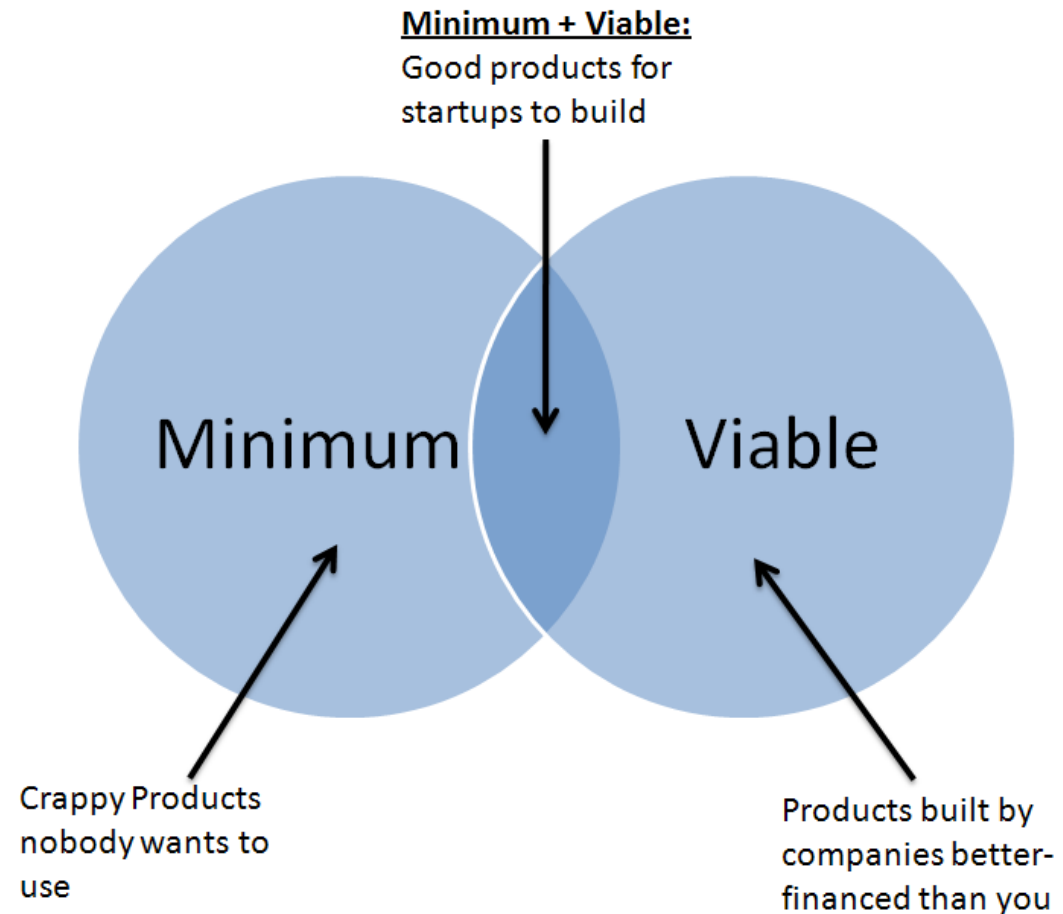 Minimum + Viable:
Good products for
startups to build
Minimum
Viable
Crappy Products
nobody wants to
use
Products built by
companies better-
financed than you